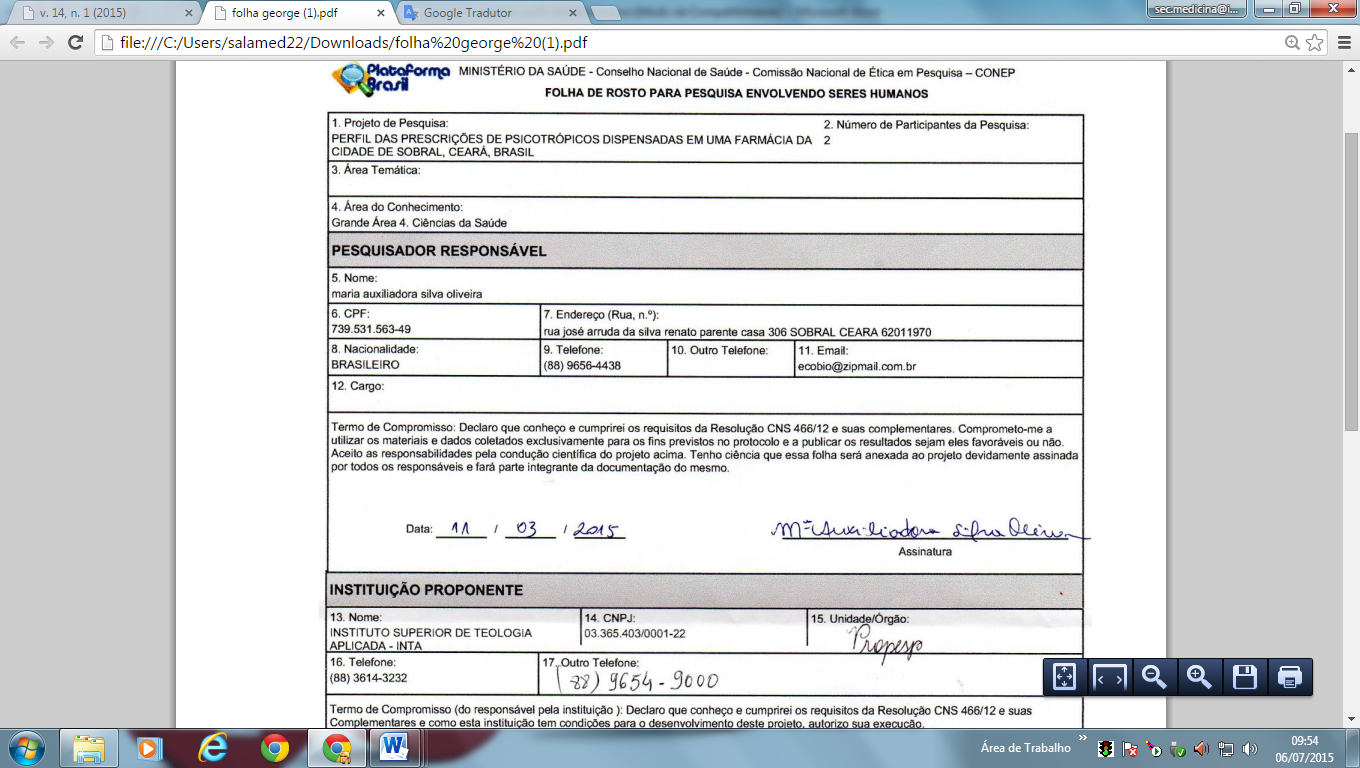 v. 14, n. 1 (2015)
folha george (1).pdf
Google Tradutor
sec.medicina@i...
file:///C:/Users/salamed22/Downloads/folha%20george%20(1).pdf
Plataforma Brasil
MINISTÉRIO DA SAÚDE - Conselho Nacional de Saúde - Comissão Nacional de Ética em Pesquisa – CONEP
FOLHA DE ROSTO PARA PESQUISA ENVOLVENDO SERES HUMANOS
1. Projeto de Pesquisa:
PERFIL DAS PRESCRIÇÕES DE PSICOTRÓPICOS DISPENSADAS EM UMA FARMÁCIA DA
CIDADE DE SOBRAL, CEARÁ, BRASIL
2. Número de Participantes da Pesquisa:
2
3. Área Temática:
4. Área do Conhecimento:
Grande Área 4. Ciências da Saúde
PESQUISADOR RESPONSÁVEL
5. Nome:
maria auxiliadora silva oliveira
6. CPF:
739.531.563-49
7. Endereço (Rua, n.º):
rua josé arruda da silva renato parente casa 306 SOBRAL CEARA 62011970
8. Nacionalidade:
BRASILEIRO
9. Telefone:
(88) 9656-4438
10. Outro Telefone:
11. Email:
ecobio@zipmail.com.br
12. Cargo:
Termo de Compromisso: Declaro que conheço e cumprirei os requisitos da Resolução CNS 466/12 e suas complementares. Comprometo-me a
utilizar os materiais e dados coletados exclusivamente para os fins previstos no protocolo e a publicar os resultados sejam eles favoráveis ou não.
Aceito as responsabilidades pela condução científica do projeto acima. Tenho ciência que essa folha será anexada ao projeto devidamente assinada
por todos os responsáveis e fará parte integrante da documentação do mesmo.
Data: 11 / 03 / 2015
Mª Auxiliadora Silva Oliveira
Assinatura
INSTITUIÇÃO PROPONENTE
13. Nome:
INSTITUTO SUPERIOR DE TEOLOGIA
APLICADA - INTA
14. CNPJ:
03.365.403/0001-22
15. Unidade/Órgão:
Propesp
16. Telefone:
(88) 3614-3232
17. Outro Telefone:
(88) 9654-9000
Termo de Compromisso (do responsável pela instituição ): Declaro que conheço e cumprirei os requisitos da Resolução CNS 466/12 e suas
Complementares e como esta instituição tem condições para o desenvolvimento deste projeto, autorizo sua execução.
Área de Trabalho
09:54
06/07/2015